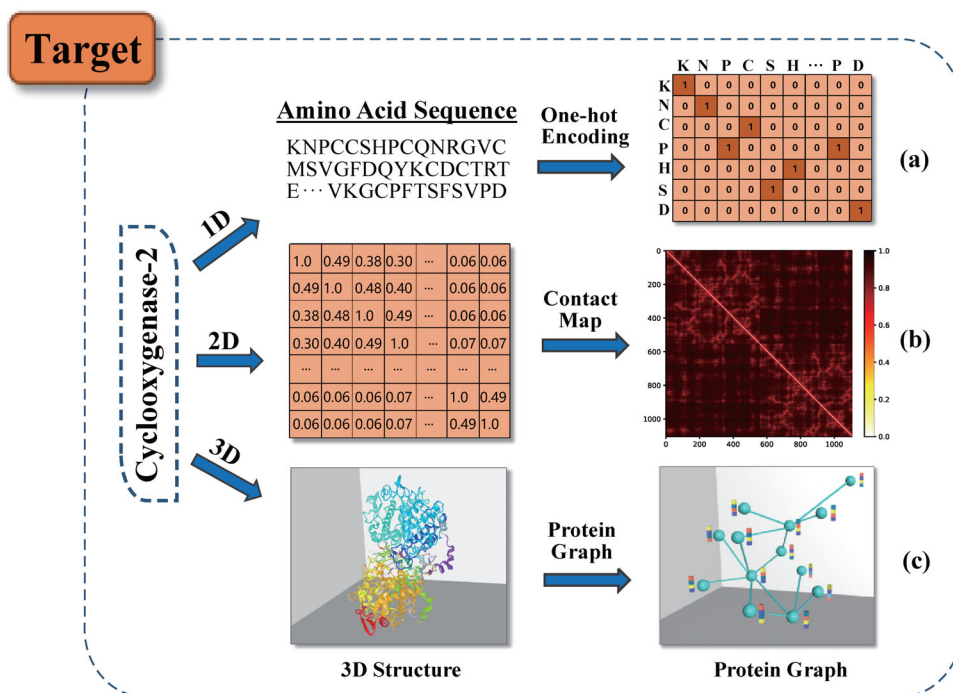 Target
Cyclooxygenase-2
1D
2D
3D
Amino Acid Sequence
KNPCCSHPCQNRGVC
MSVGFDQYKCDCTRT
E⋯VKGCPFTSFSVPD
One-hot
Encoding
K N P C S H ⋯ P D
K 1 0 0 0 0 0 0 0 0
N 0 1 0 0 0 0 0 0 0
C 0 0 0 1 0 0 0 0 0
P 0 0 1 0 0 0 0 1 0
H 0 0 0 0 0 1 0 0 0
S 0 0 0 0 1 0 0 0 0
D 0 0 0 0 0 0 0 0 1
(a)
1.0 0.49 0.38 0.30 ... 0.06 0.06
0.49 1.0 0.48 0.40 ... 0.06 0.06
0.38 0.48 1.0 0.49 ... 0.06 0.06
0.30 0.40 0.49 1.0 ... 0.07 0.07
... ... ... ... ... ... ...
0.06 0.06 0.06 0.07 ... 1.0 0.49
0.06 0.06 0.06 0.07 ... 0.49 1.0
Contact
Map
0
200
400
600
800
1000
0 200 400 600 800 1000
1.0
0.8
0.6
0.4
0.2
0.0
(b)
3D Structure
Protein
Graph
Protein Graph
(c)